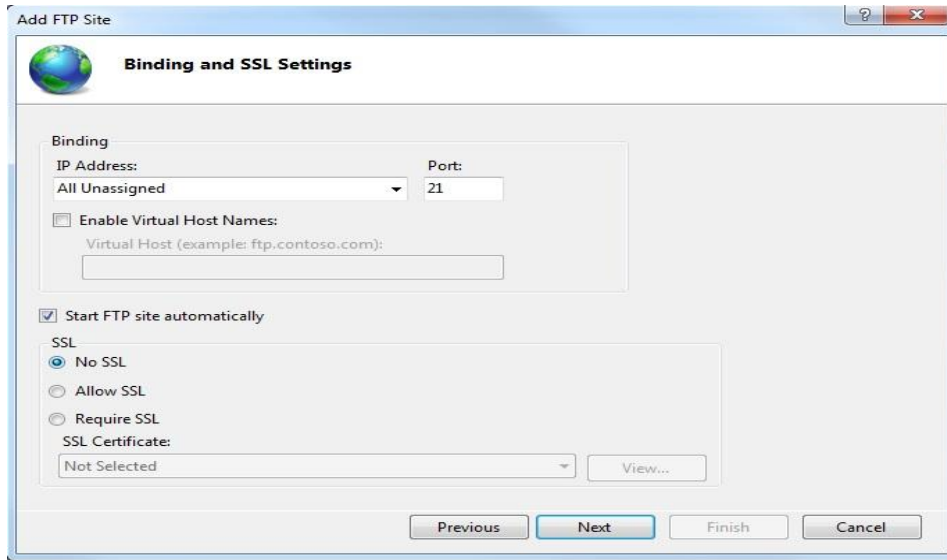 Add FTP Site
Binding and SSL Settings
Binding
IP Address: Port:
All Unassigned 21
Enable Virtual Host Names:
Virtual Host (example: ftp.contoso.com):
Start FTP site automatically
SSL
No SSL
Allow SSL
Require SSL
SSL Certificate:
Not Selected View...
Previous Next Finish Cancel